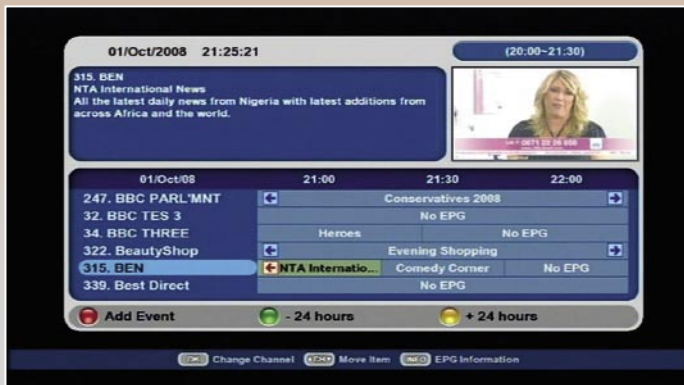 01/Oct/2008 21:25:21
(20:00~21:30)
315. BEN
NTA International News
All the latest daily news from Nigeria with latest additions from
across Africa and the world.
01/Oct/08 21:00 21:30 22:00
247. BBC PARL'MNT Conservatives 2008
32. BBC TES 3 No EPG
34. BBC THREE Heroes No EPG
322. BeautyShop Evening Shopping
315. BEN NTA Internatio... Comedy Corner No EPG
339. Best Direct No EPG
Add Event - 24 hours + 24 hours
OK Change Channel Move Item INFO EPG Information